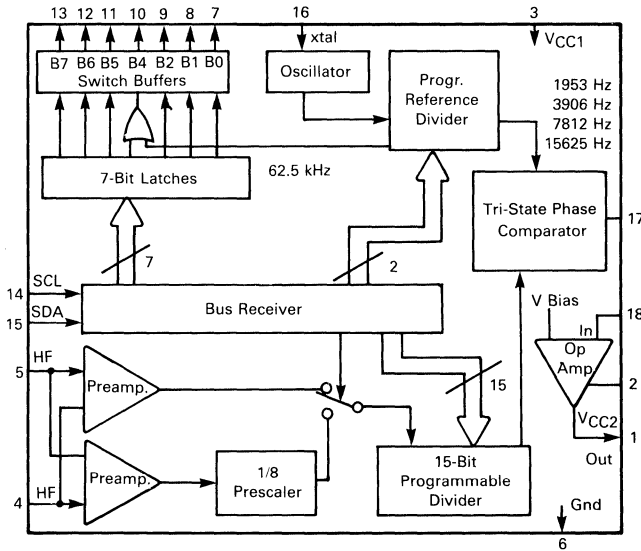 13 12 11 10 9 8 7 16 3
xtal
VCC1
B7 B6 B5 B4 B2 B1 B0
Switch Buffers
Oscillator
Progr.
Reference
Divider
1953 Hz
3906 Hz
7812 Hz
15625 Hz
62.5 kHz
7-Bit Latches
Tri-State Phase
Comparator
17
7
2
14 SCL
15 SDA
Bus Receiver
V Bias
In
18
Op
Amp.
2
VCC2
1
Out
5 HF
Preamp.
15
4 HF
Preamp.
1/8
Prescaler
15-Bit
Programmable
Divider
Gnd
6